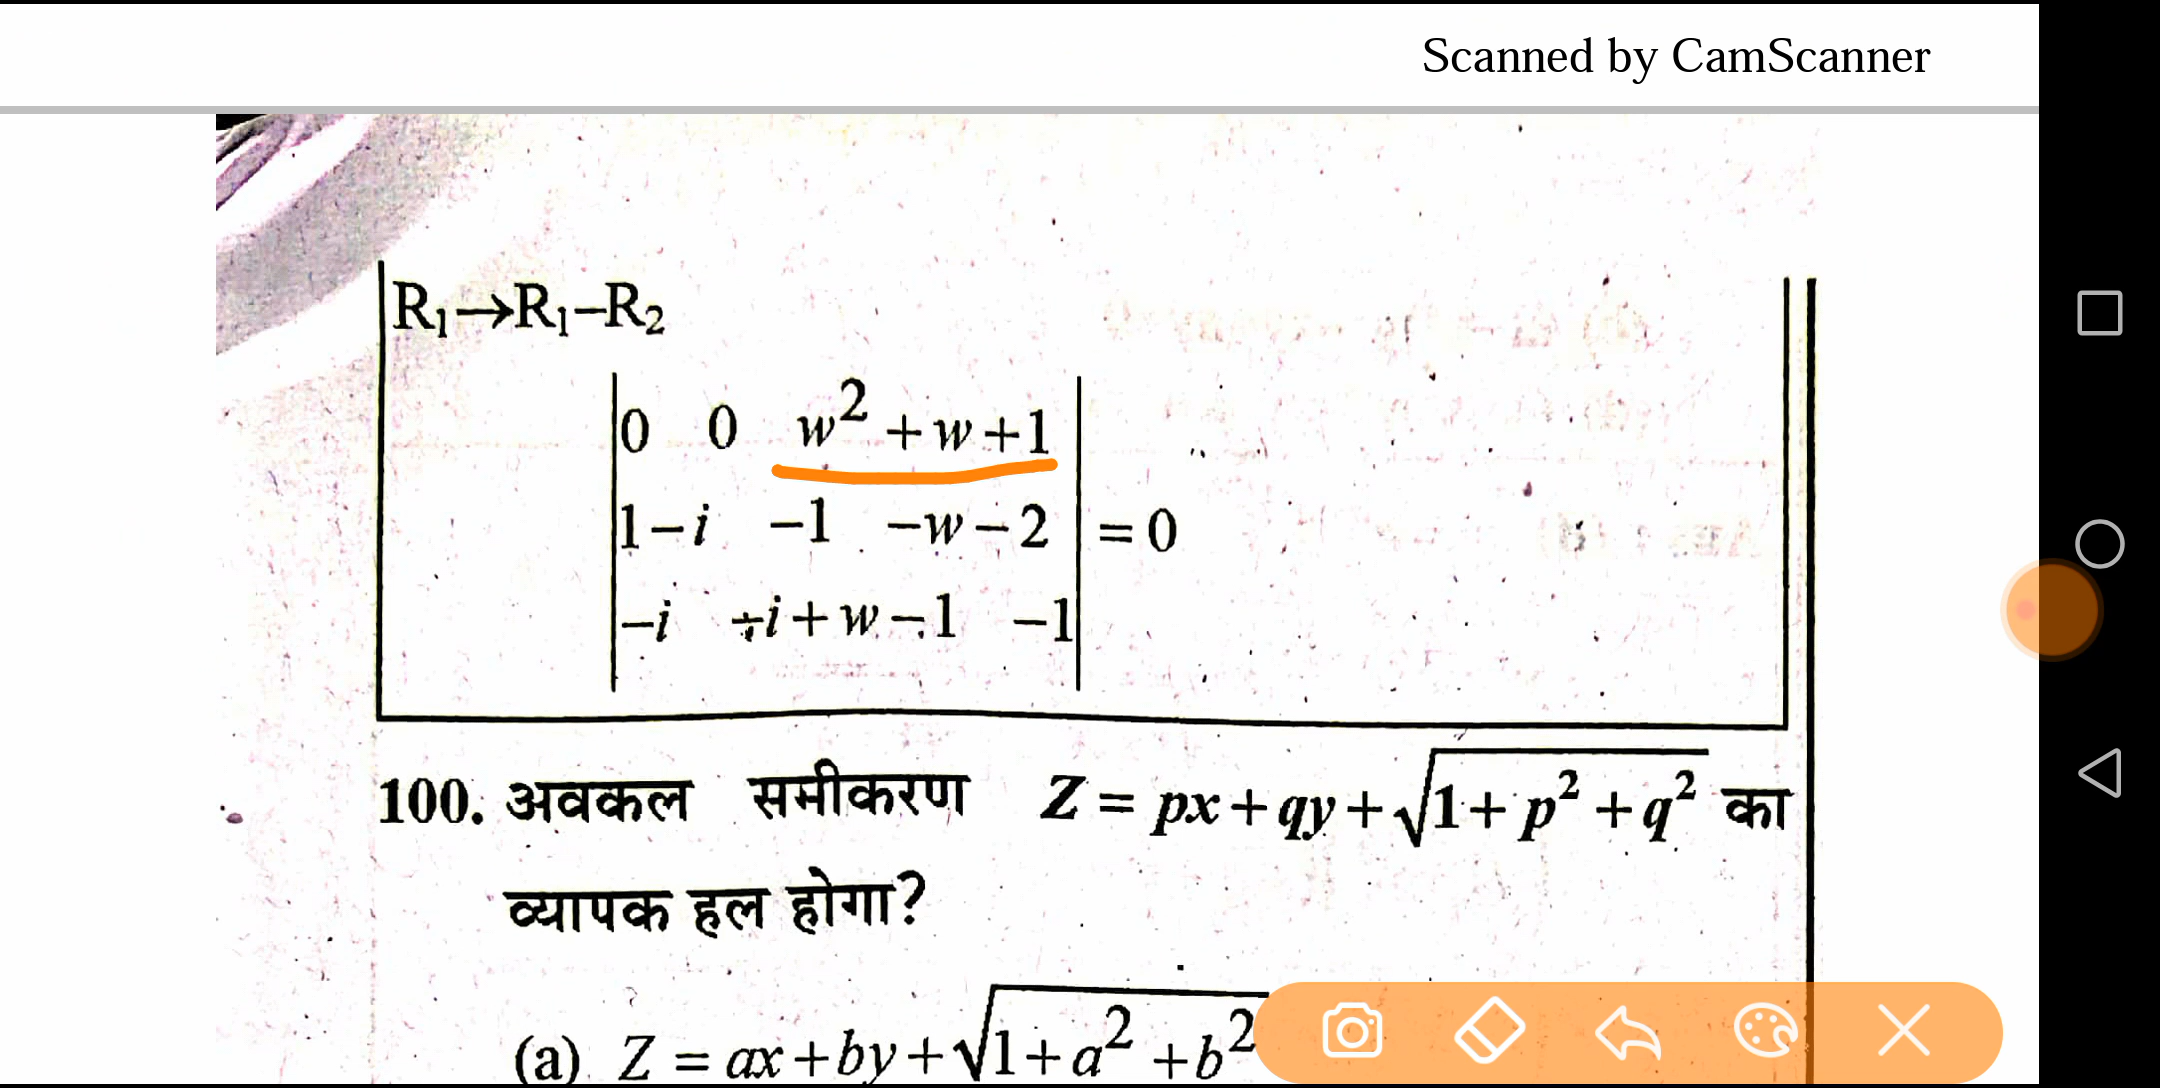 Scanned by CamScanner
R₁→R₁–R₂
0 0 w² + w + 1
1 – i –1 –w – 2 = 0
–i ÷i + w – 1 –1
100. अवकल समीकरण Z = px + qy + √1 + p² + q² का
व्यापक हल होगा?
(a) Z = ax + by + √1 + a² + b²